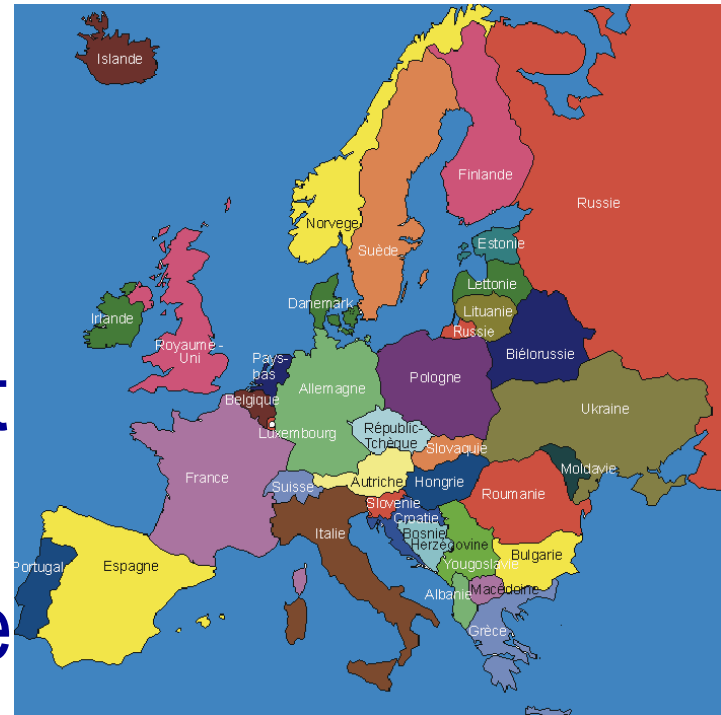 Islande
Finlande
Russie
Norvege
Suède
Estonie
Lettonie
Danemark
Lituanie
Irlande
Russie
Royaume-
Uni
Biélorussie
Pays-
bas
Pologne
Allemagne
Belgique
Ukraine
t
Républic-
Tchèque
Luxembourg
Slovaquie
Moldavie
France
Autriche
Hongrie
Suisse
Roumanie
Slovenie
Croatie
Italie
Bosnie
Herzégovine
Bulgarie
Yougoslavie
Portugal
Espagne
Macédoine
Albanie
Grèce
e